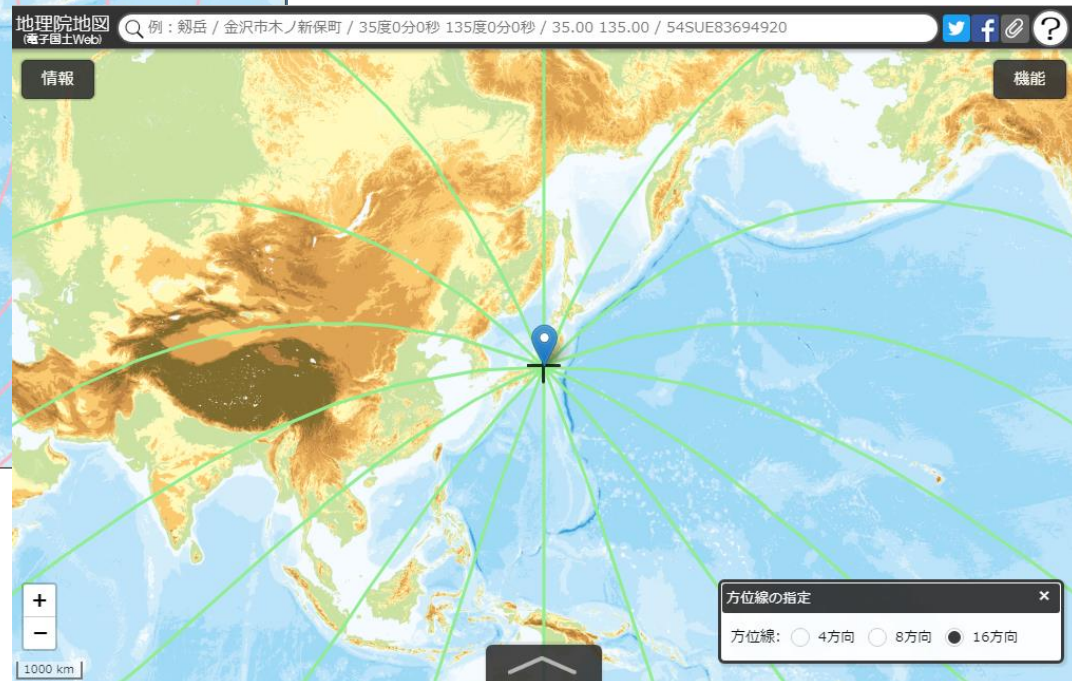 地理院地図
(電子国土Web)
例：剱岳 / 金沢市木ノ新保町 / 35度0分0秒 135度0分0秒 / 35.00 135.00 / 54SUE83694920
?
情報
機能
+
−
1000 km
方位線の指定
×
方位線: 4方向 8方向 16方向